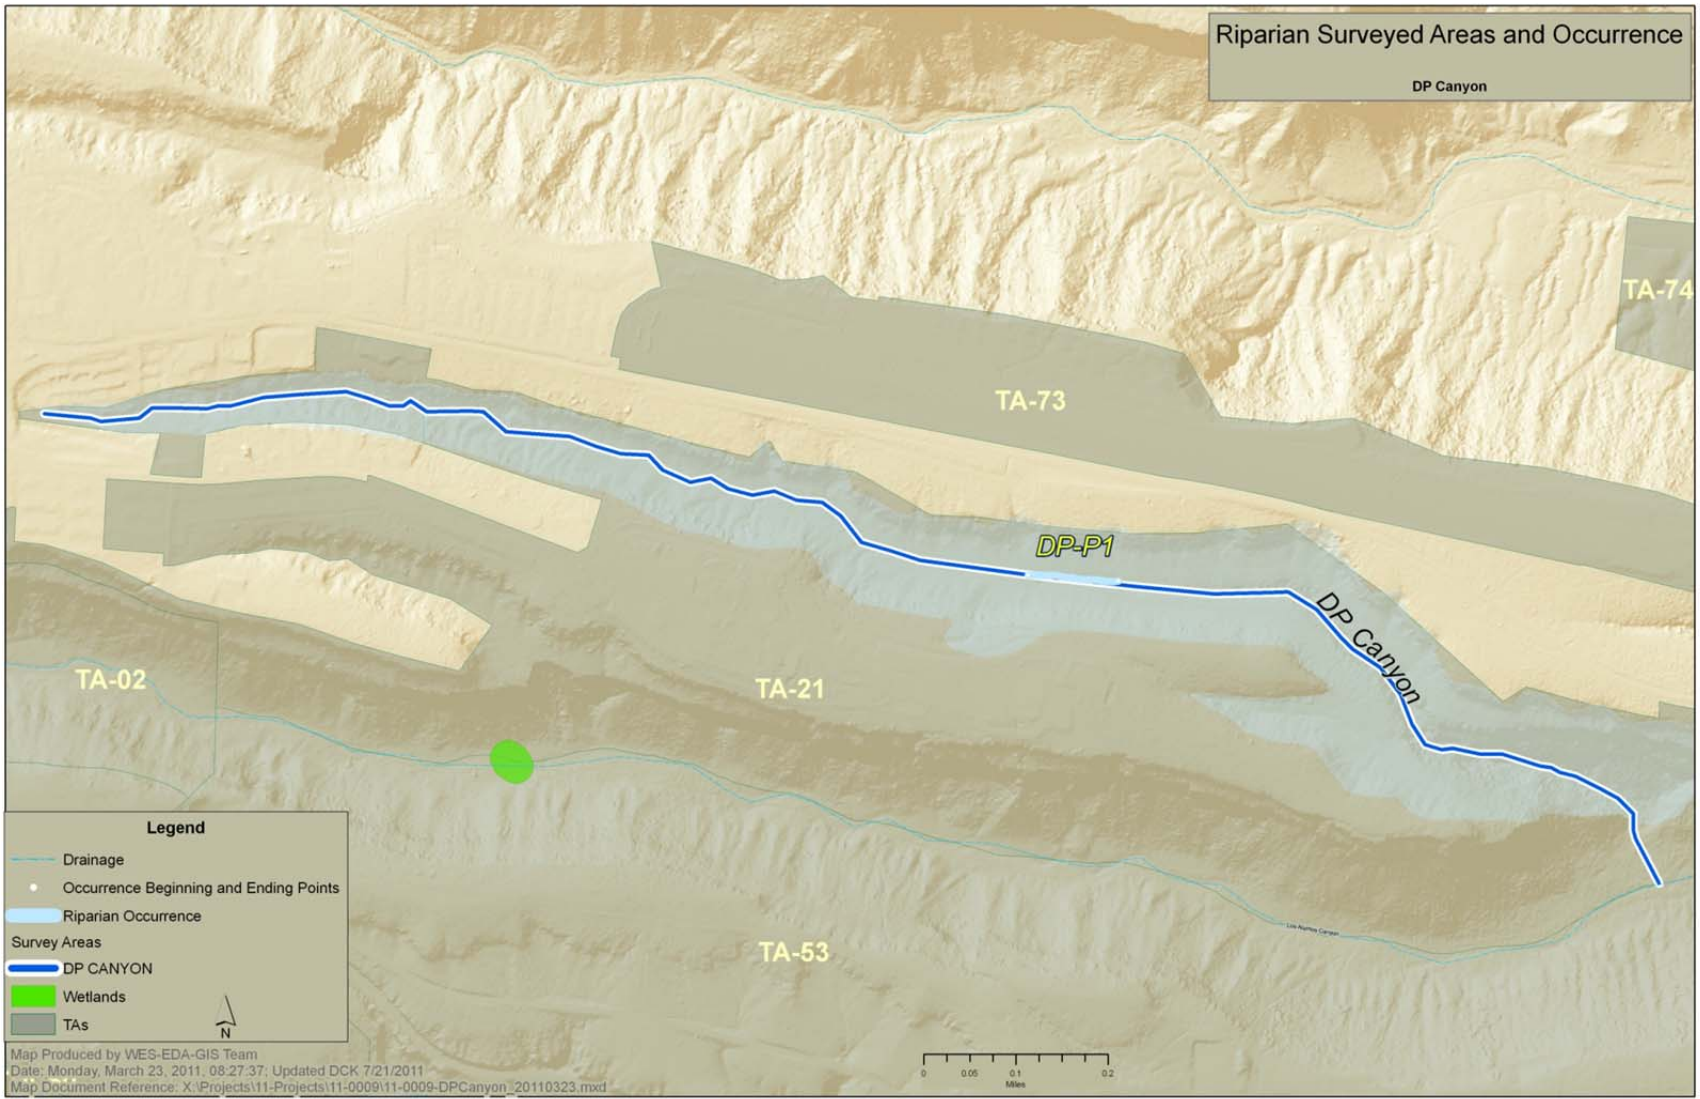 Riparian Surveyed Areas and Occurrence
DP Canyon
TA-74
TA-73
DP-P1
DP Canyon
TA-02
TA-21
Los Alamos Canyon
TA-53
Legend
Drainage
Occurrence Beginning and Ending Points
Riparian Occurrence
Survey Areas
DP CANYON
Wetlands
TAs
N
Map Produced by WES-EDA-GIS Team
Date: Monday, March 23, 2011, 08:27:37; Updated DCK 7/21/2011
Map Document Reference: X:\Projects\11-Projects\11-0009\11-0009-DPCanyon_20110323.mxd
0 0.05 0.1 0.2
Miles